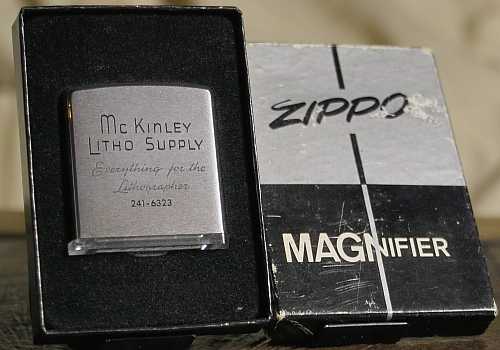 McKinley
Litho Supply
Everything for the
Lithographer
241-6323
ZIPPO
MAGNIFIER